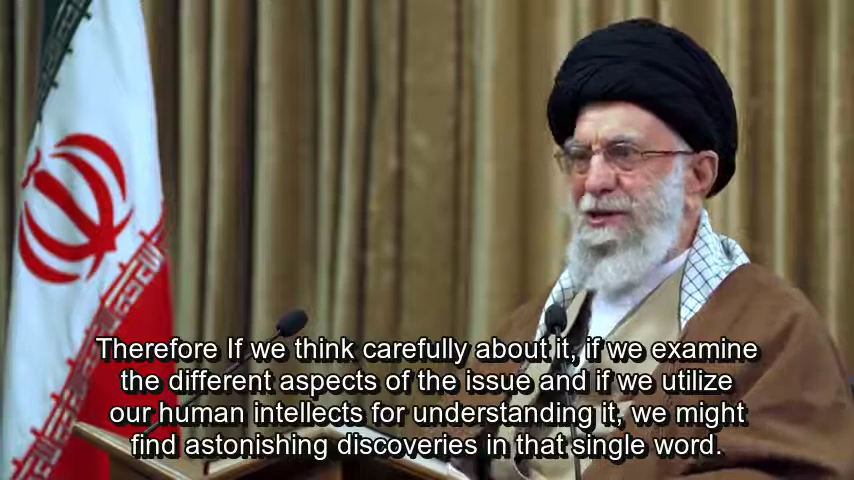 Therefore If we think carefully about it, if we examine
the different aspects of the issue and if we utilize
our human intellects for understanding it, we might
find astonishing discoveries in that single word.